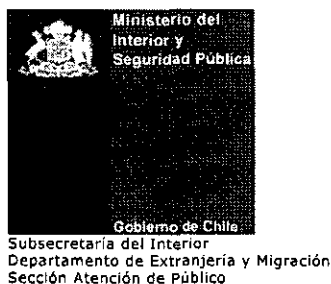 Ministerio del
Interior y
Seguridad Pública
Gobierno de Chile
Subsecretaría del Interior
Departamento de Extranjería y Migración
Sección Atención de Público